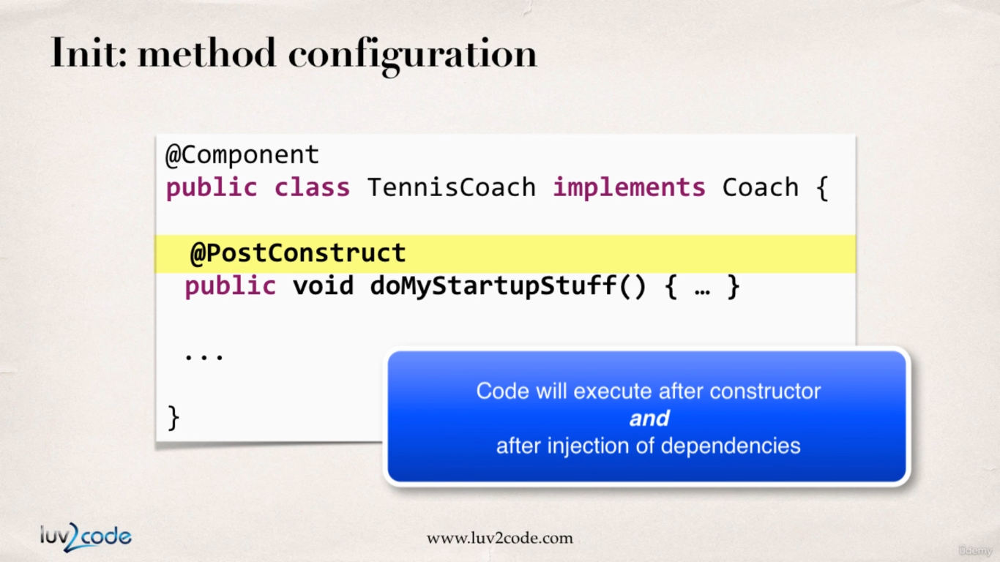 Init: method configuration
@Component
public class TennisCoach implements Coach {
@PostConstruct
public void doMyStartupStuff() { … }
...
}
Code will execute after constructor
and
after injection of dependencies
luv2code
www.luv2code.com
Udemy